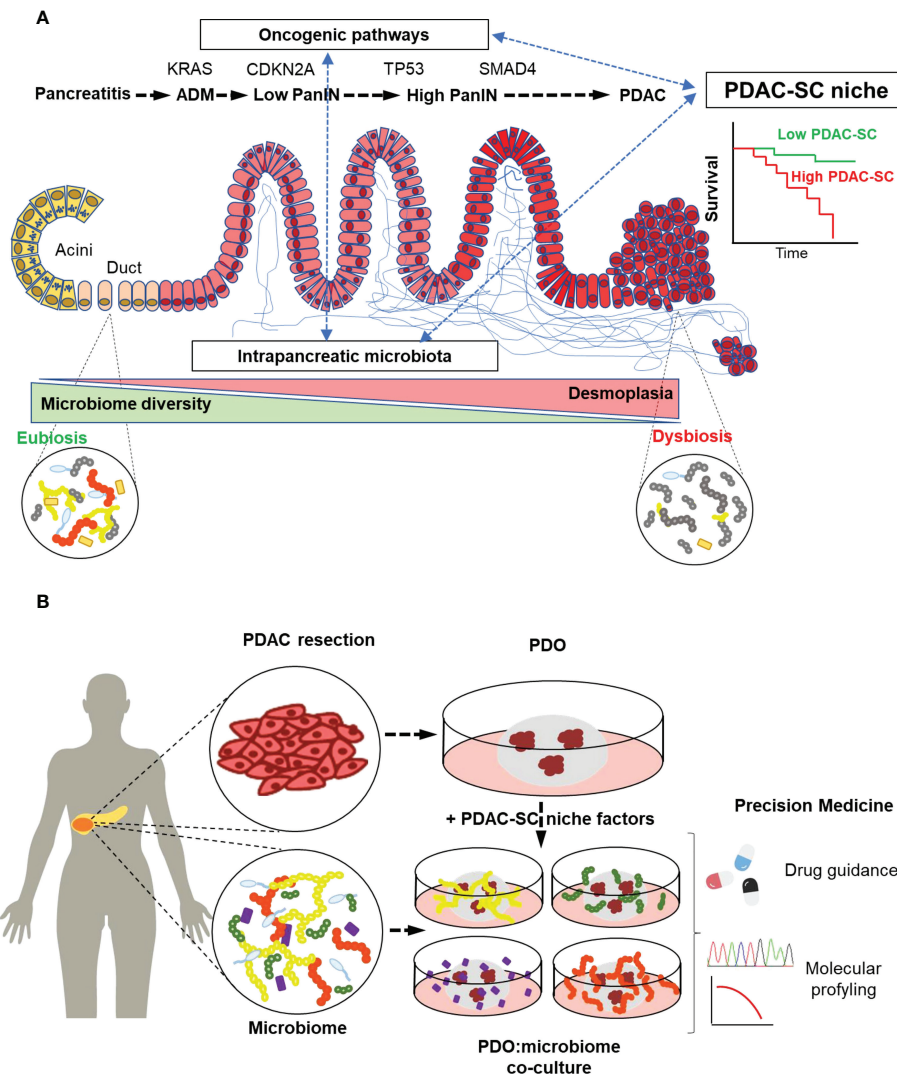 A
Oncogenic pathways
KRAS CDKN2A TP53 SMAD4
Pancreatitis ADM Low PanIN High PanIN PDAC
PDAC-SC niche
Low PDAC-SC
High PDAC-SC
Survival
Time
Acini
Duct
Intrapancreatic microbiota
Desmoplasia
Microbiome diversity
Eubiosis
Dysbiosis
B
PDAC resection
PDO
+ PDAC-SC niche factors
Precision Medicine
Drug guidance
Molecular
profyling
Microbiome
PDO:microbiome
co-culture